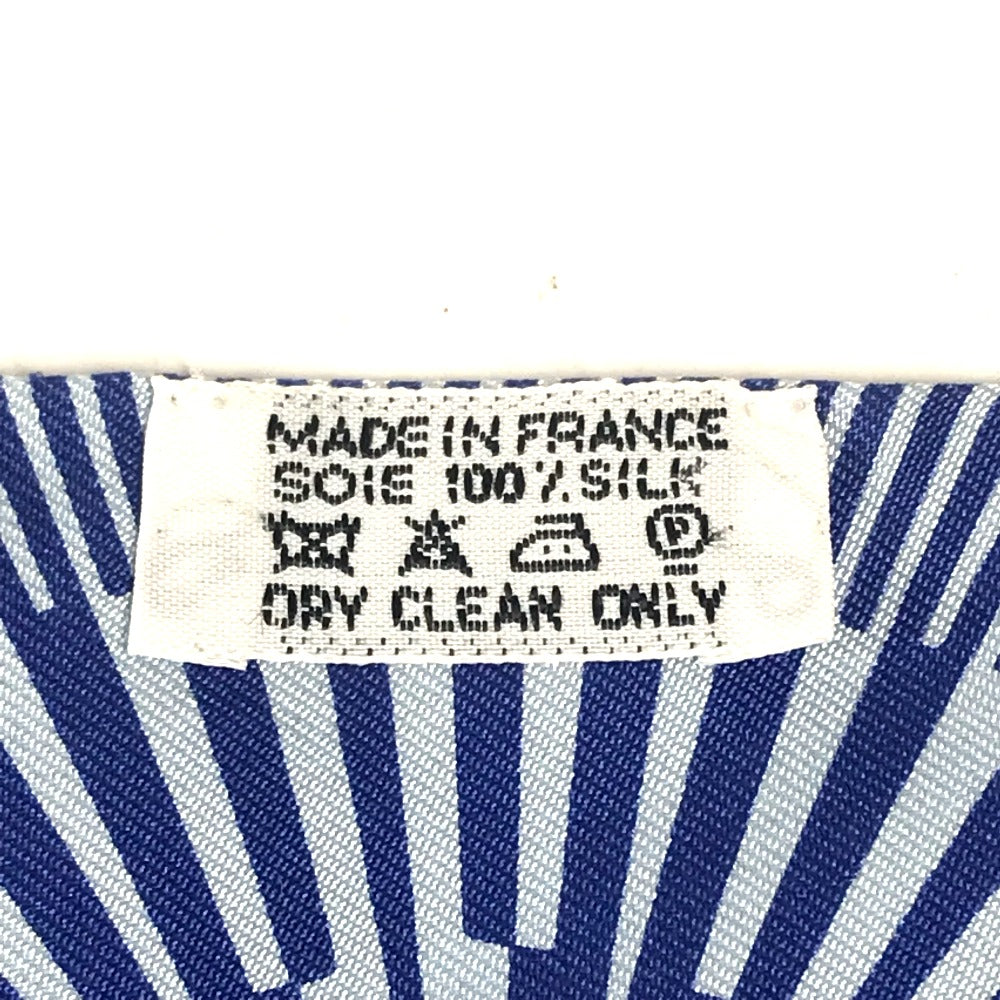 MADE IN FRANCE
SOIE 100% SILK
P
DRY CLEAN ONLY